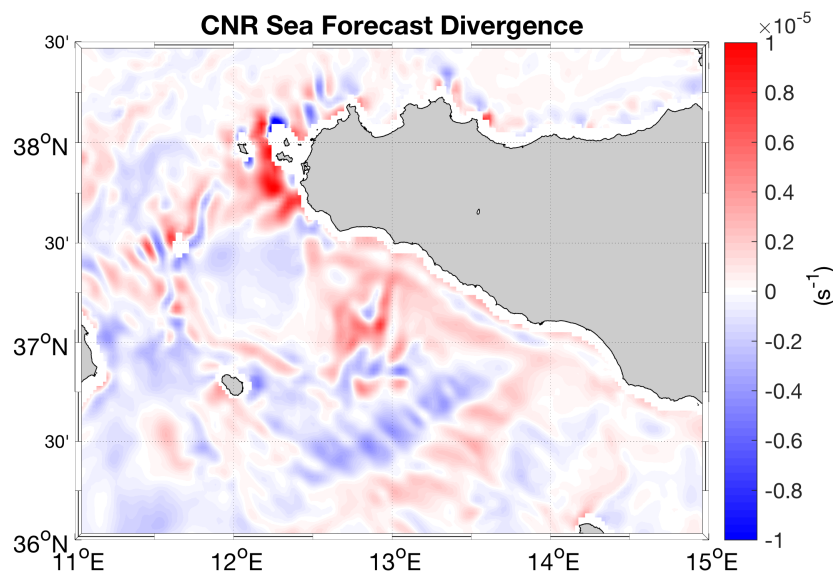 CNR Sea Forecast Divergence
×10⁻⁵
30'
38°N
30'
37°N
30'
36°N
11°E 12°E 13°E 14°E 15°E
1
0.8
0.6
0.4
0.2
0
-0.2
-0.4
-0.6
-0.8
-1
(s⁻¹)